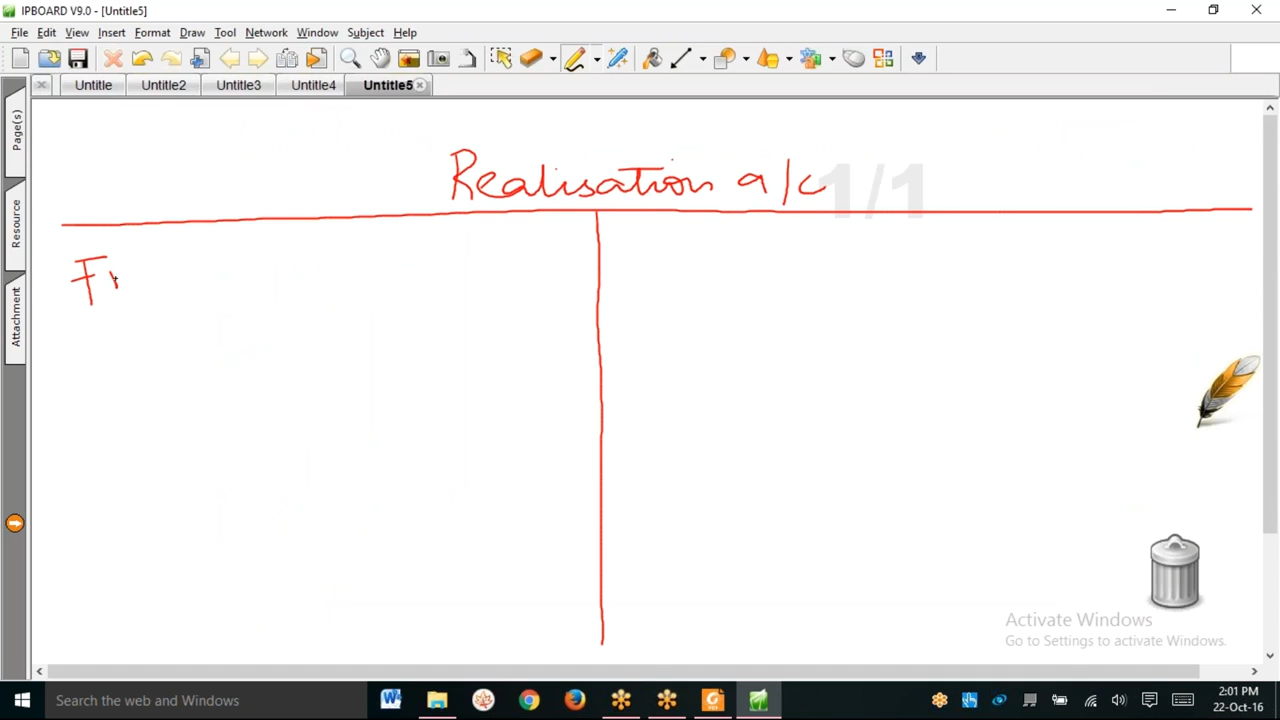 IPBOARD V9.0 - [Untitle5]
File Edit View Insert Format Draw Tool Network Window Subject Help
Untitle Untitle2 Untitle3 Untitle4 Untitle5
Page(s)
Resource
Attachment
Realisation a/c
1/1
Activate Windows
Go to Settings to activate Windows.
Search the web and Windows
2:01 PM
22-Oct-16